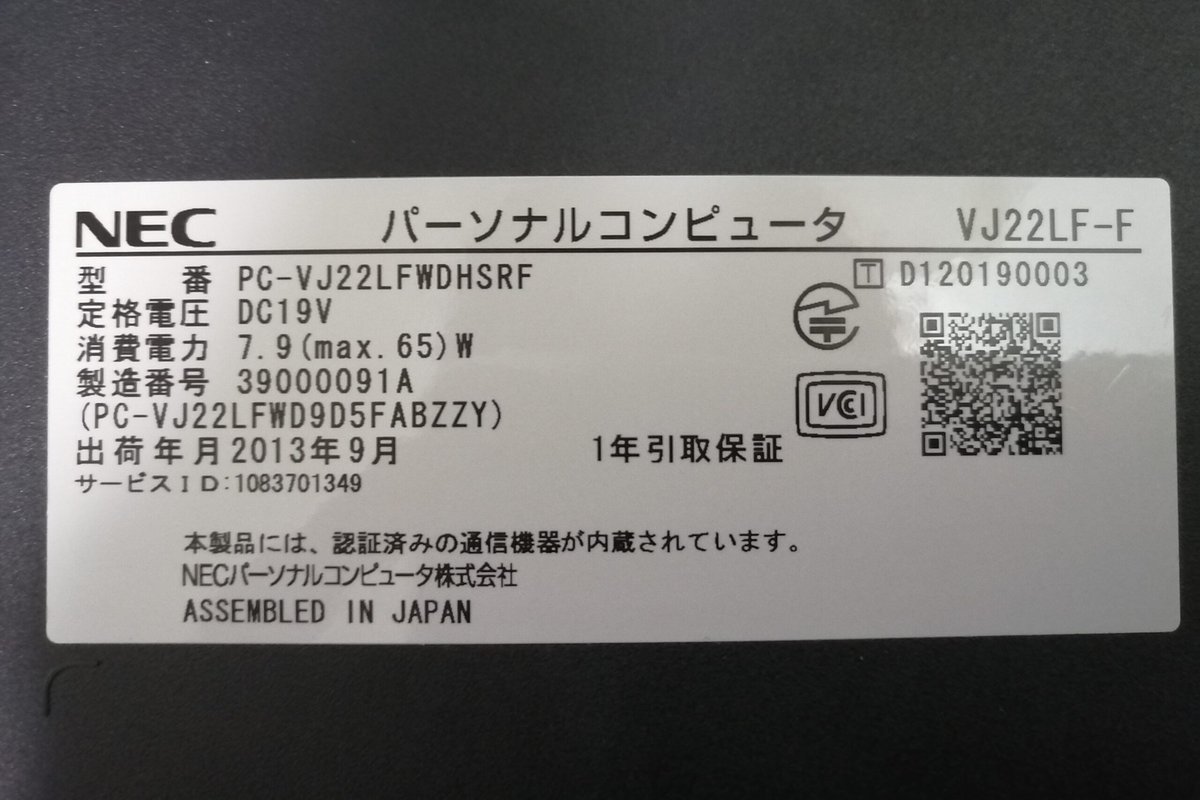 NEC パーソナルコンピュータ VJ22LF-F
型 番 PC-VJ22LFWDHSRF
T D120190003
定格電圧 DC19V
消費電力 7.9(max.65)W
製造番号 39000091A
(PC-VJ22LFWD9D5FABZZY)
VCCI
出荷年月 2013年9月 1年引取保証
サービスID:1083701349
本製品には、認証済みの通信機器が内蔵されています。
NECパーソナルコンピュータ株式会社
ASSEMBLED IN JAPAN